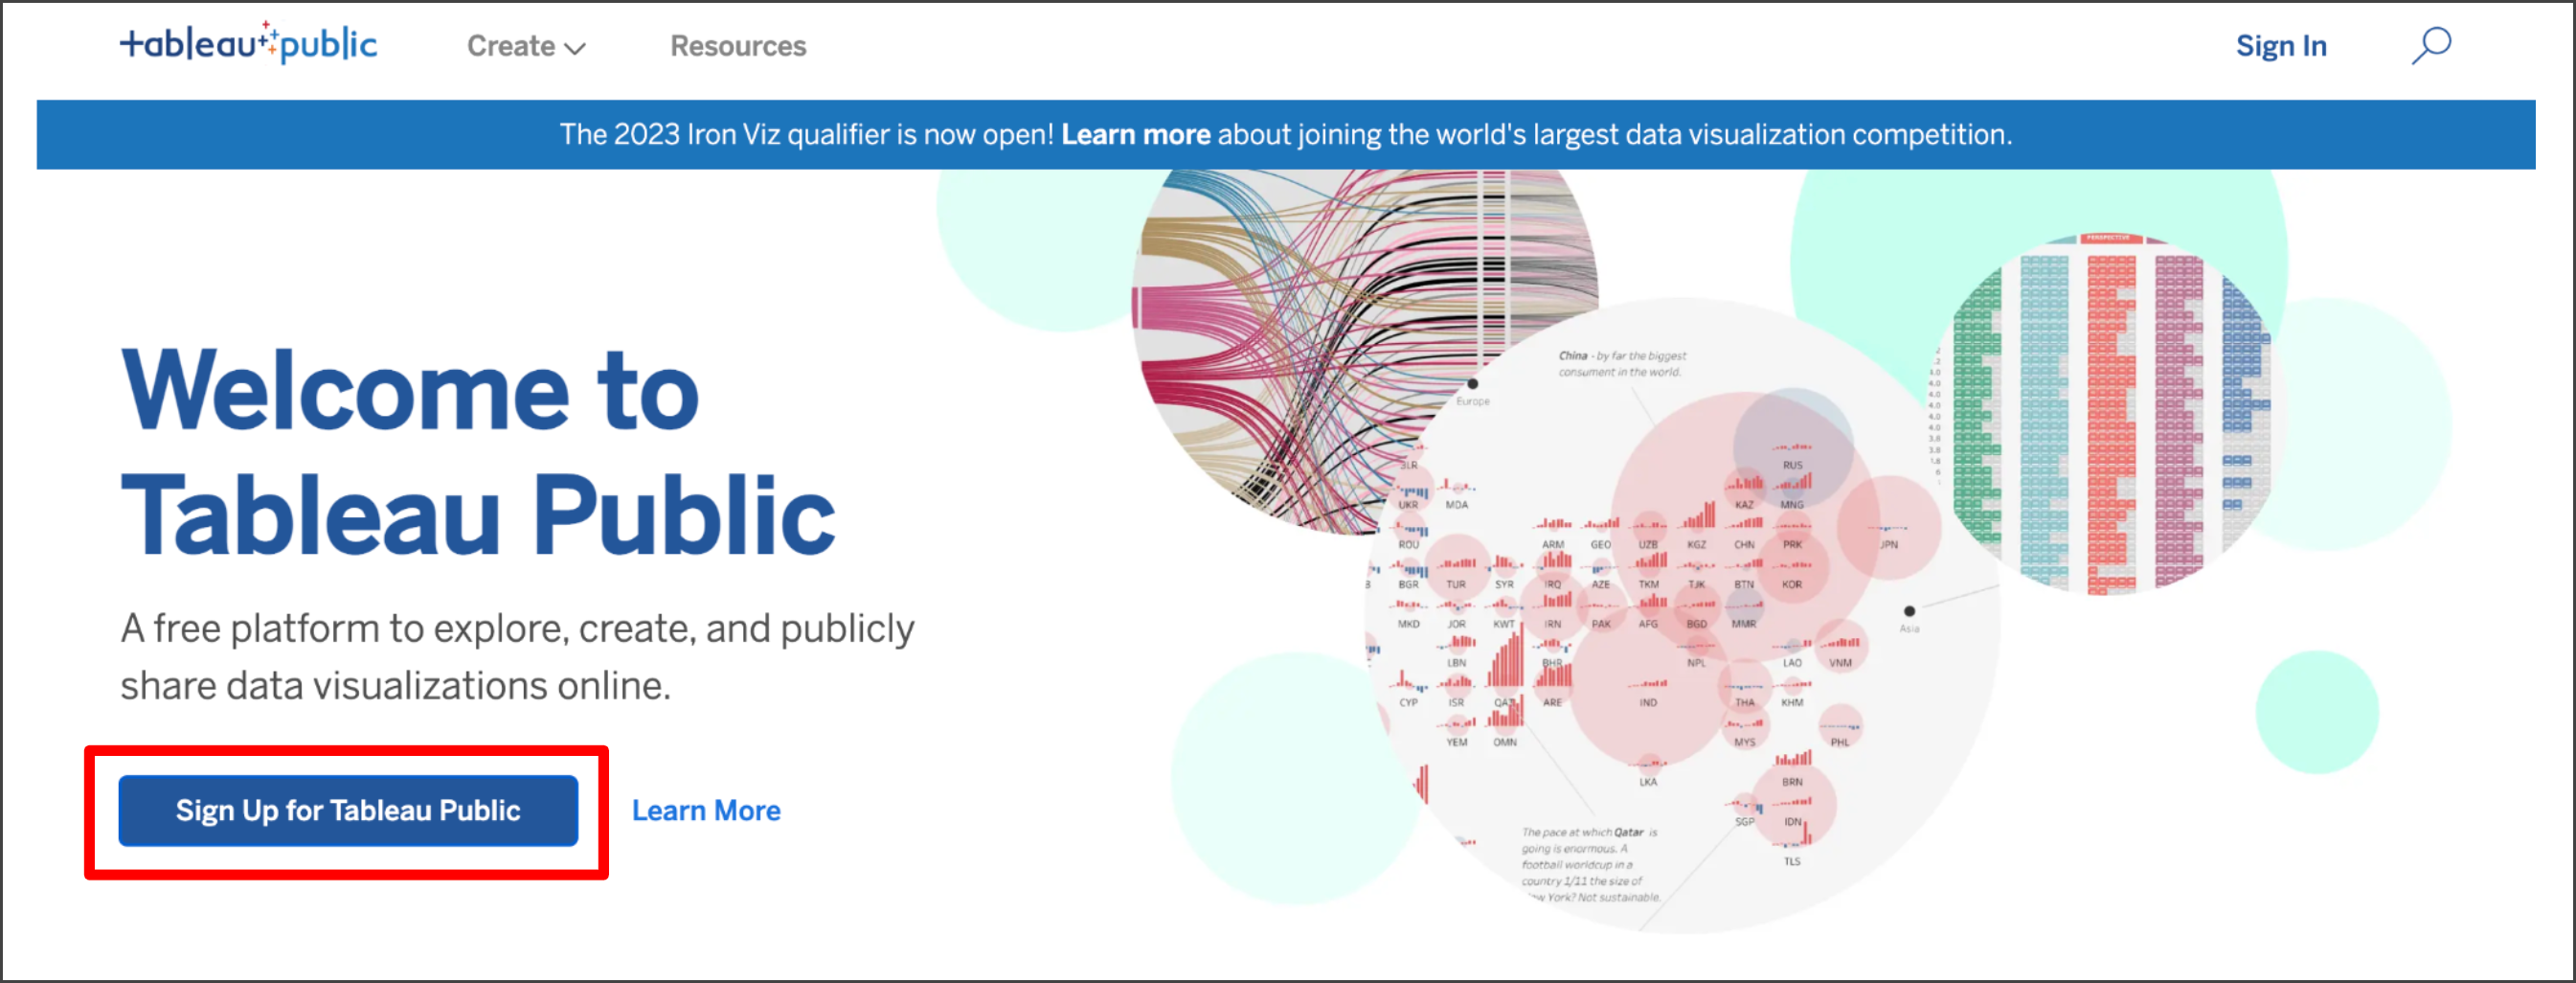 tableau public
Create
Resources
Sign In
The 2023 Iron Viz qualifier is now open! Learn more about joining the world's largest data visualization competition.
Welcome to
Tableau Public
A free platform to explore, create, and publicly
share data visualizations online.
Sign Up for Tableau Public
Learn More
PERSPECTIVE
China - by far the biggest
consument in the world.
Europe
RUS
UKR MDA KAZ MNG
ROU ARM GEO UZB KGZ CHN PRK JPN
BGR TUR SYR IRQ AZE TKM TJK BTN KOR
MKD JOR KWT IRN PAK AFG BGD MMR
Asia
LBN BHR NPL LAO VNM
CYP ISR ARE IND THA KHM
YEM OMN MYS PHL
LKA BRN
SGP IDN
TLS
The pace at which Qatar is
going is enormous. A
football worldcup in a
country 1/11 the size of
York? Not sustainable.